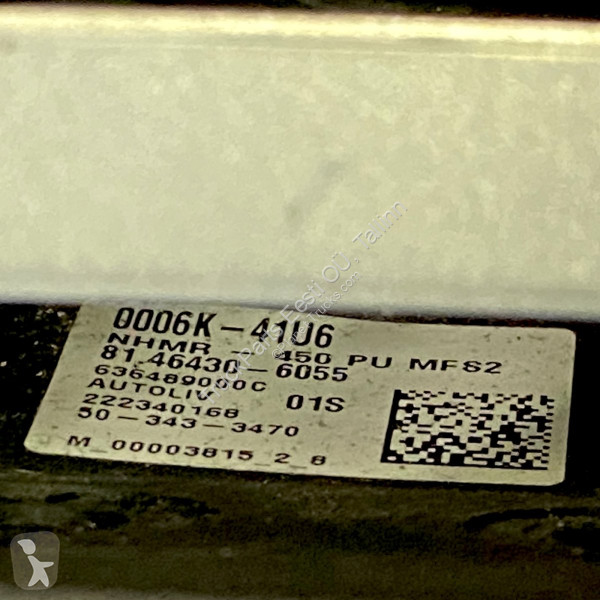 0006K-41U6
NHMR - 450 PU MFS2
81.46430-6055
636489000C
AUTOLIV 01S
222340168
50-343-3470
M_00003815_2_8